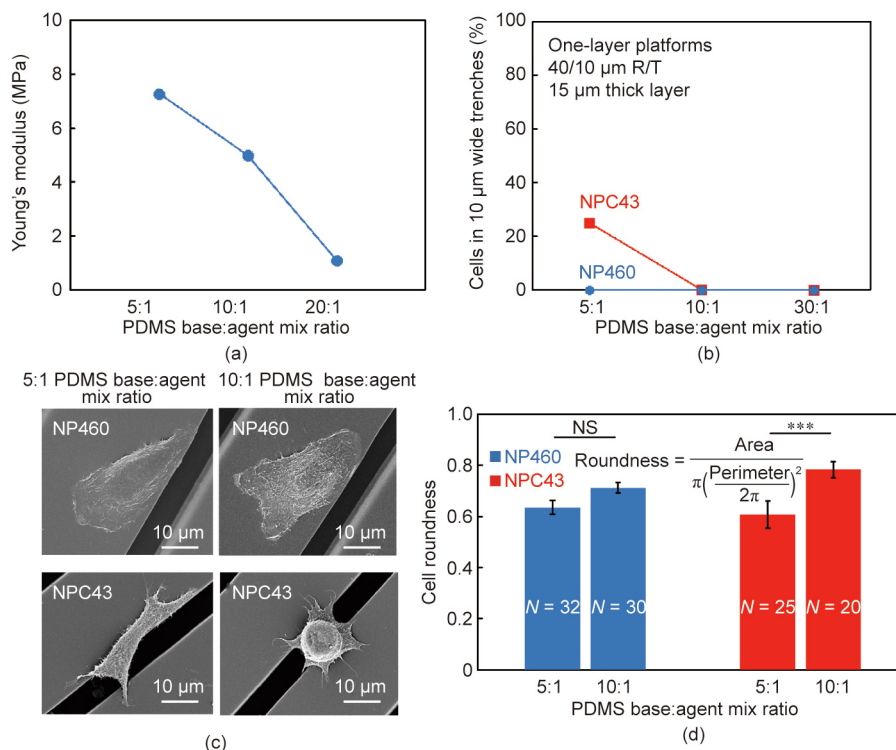 10
8
6
4
2
0
Young's modulus (MPa)
5:1 10:1 20:1
PDMS base:agent mix ratio
(a)
100
80
60
40
20
0
Cells in 10 μm wide trenches (%)
One-layer platforms
40/10 μm R/T
15 μm thick layer
NPC43
NP460
5:1 10:1 30:1
PDMS base:agent mix ratio
(b)
5:1 PDMS base:agent
mix ratio
10:1 PDMS base:agent
mix ratio
NP460
10 μm
NP460
10 μm
NPC43
10 μm
NPC43
10 μm
(c)
1.0
0.8
0.6
0.4
0.2
0
Cell roundness
NS
***
NP460
NPC43
Roundness = Area / π(Perimeter / 2π)²
N = 32 N = 30 N = 25 N = 20
5:1 10:1 5:1 10:1
PDMS base:agent mix ratio
(d)